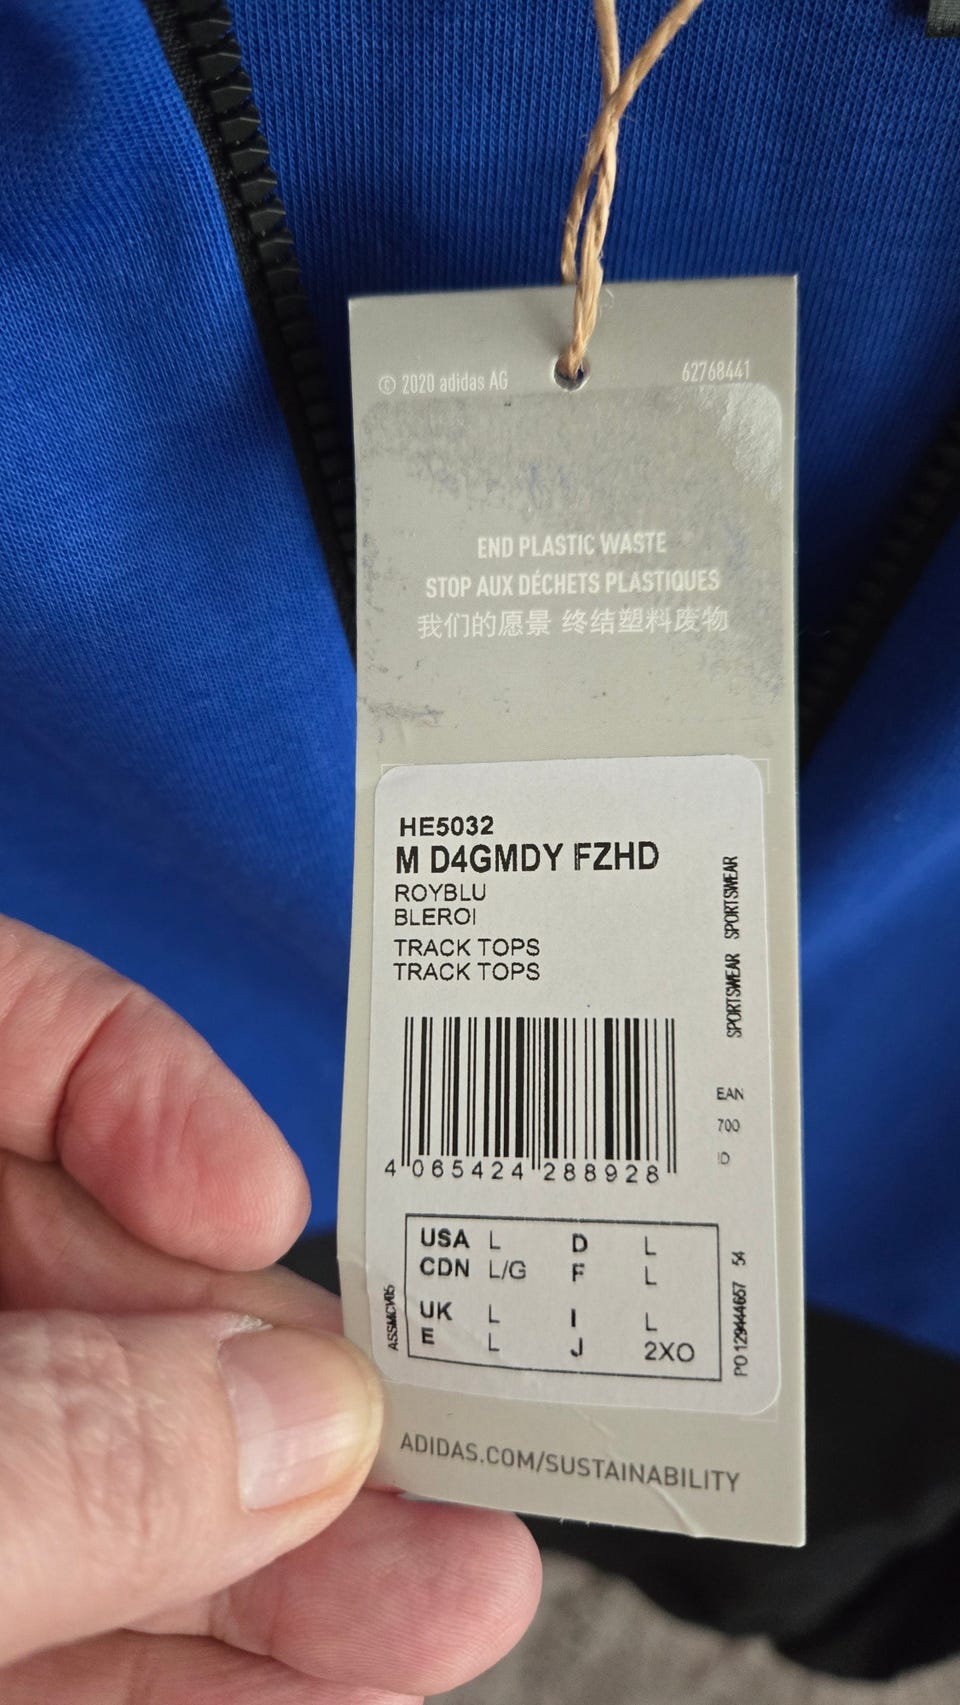 © 2020 adidas AG
62768441
END PLASTIC WASTE
STOP AUX DÉCHETS PLASTIQUES
我们的愿景 终结塑料废物
HE5032
M D4GMDY FZHD
ROYBLU
BLEROI
TRACK TOPS
TRACK TOPS
SPORTSWEAR SPORTSWEAR
EAN
700
ID
4 065424 288928
USA L D L
CDN L/G F L
UK L I L
E L J 2XO
ASSMCV05
PO 129444657 54
ADIDAS.COM/SUSTAINABILITY